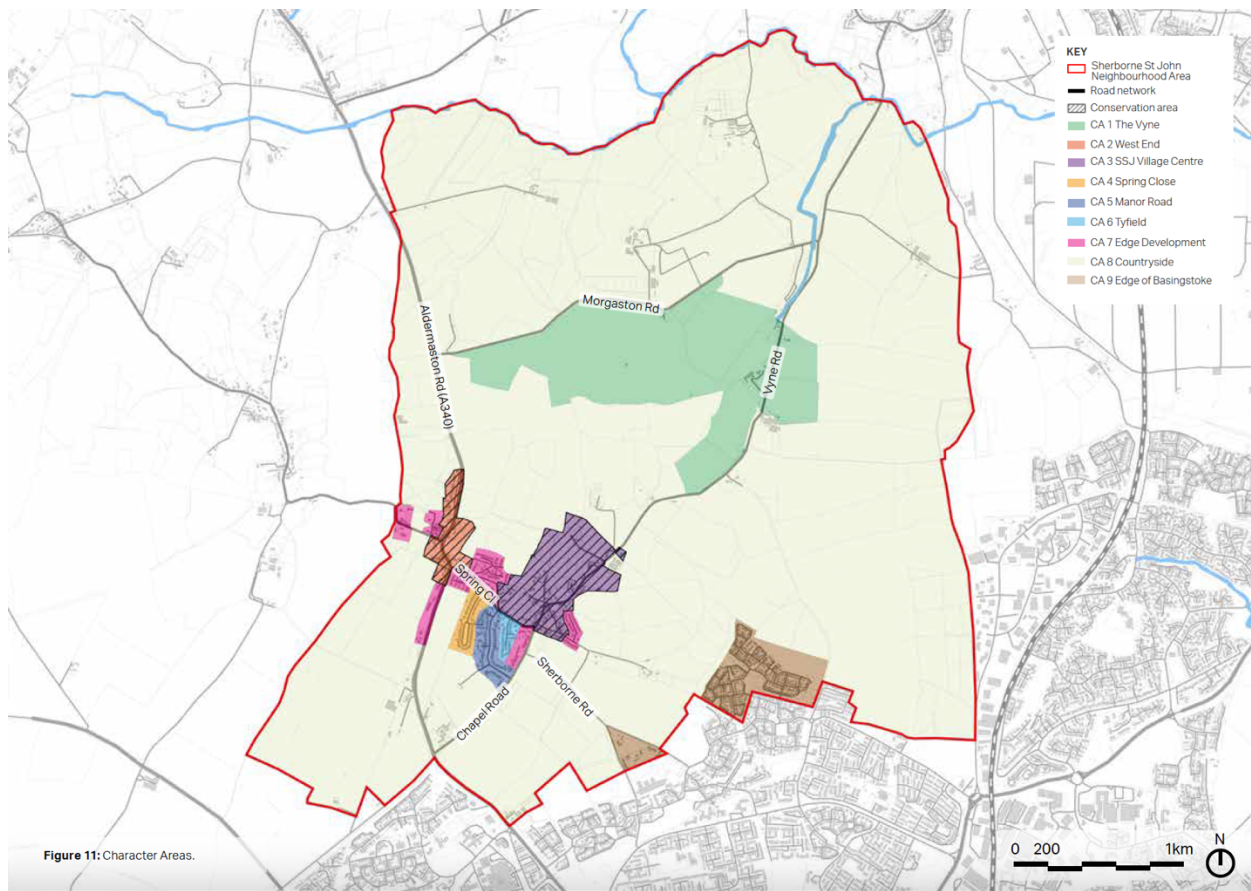 KEY
Sherborne St John
Neighbourhood Area
Road network
Conservation area
CA 1 The Vyne
CA 2 West End
CA 3 SSJ Village Centre
CA 4 Spring Close
CA 5 Manor Road
CA 6 Tyfield
CA 7 Edge Development
CA 8 Countryside
CA 9 Edge of Basingstoke
Morgaston Rd
Aldermaston Rd (A340)
Vyne Rd
Spring Cl
Sherborne Rd
Chapel Road
Figure 11: Character Areas.
0 200 1km
N